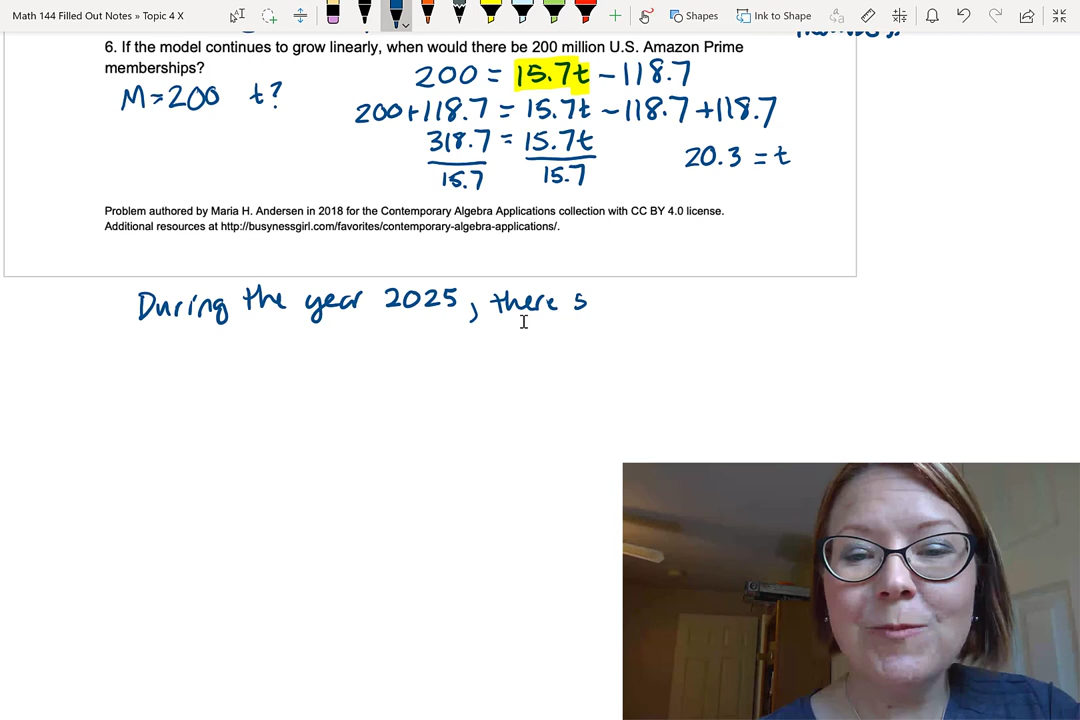 Math 144 Filled Out Notes » Topic 4 X
Shapes
Ink to Shape
6. If the model continues to grow linearly, when would there be 200 million U.S. Amazon Prime
memberships?
M=200 t?
200 = 15.7t - 118.7
200+118.7 = 15.7t - 118.7 + 118.7
318.7 = 15.7t
15.7 15.7
20.3 = t
Problem authored by Maria H. Andersen in 2018 for the Contemporary Algebra Applications collection with CC BY 4.0 license.
Additional resources at http://busynessgirl.com/favorites/contemporary-algebra-applications/.
During the year 2025, there s